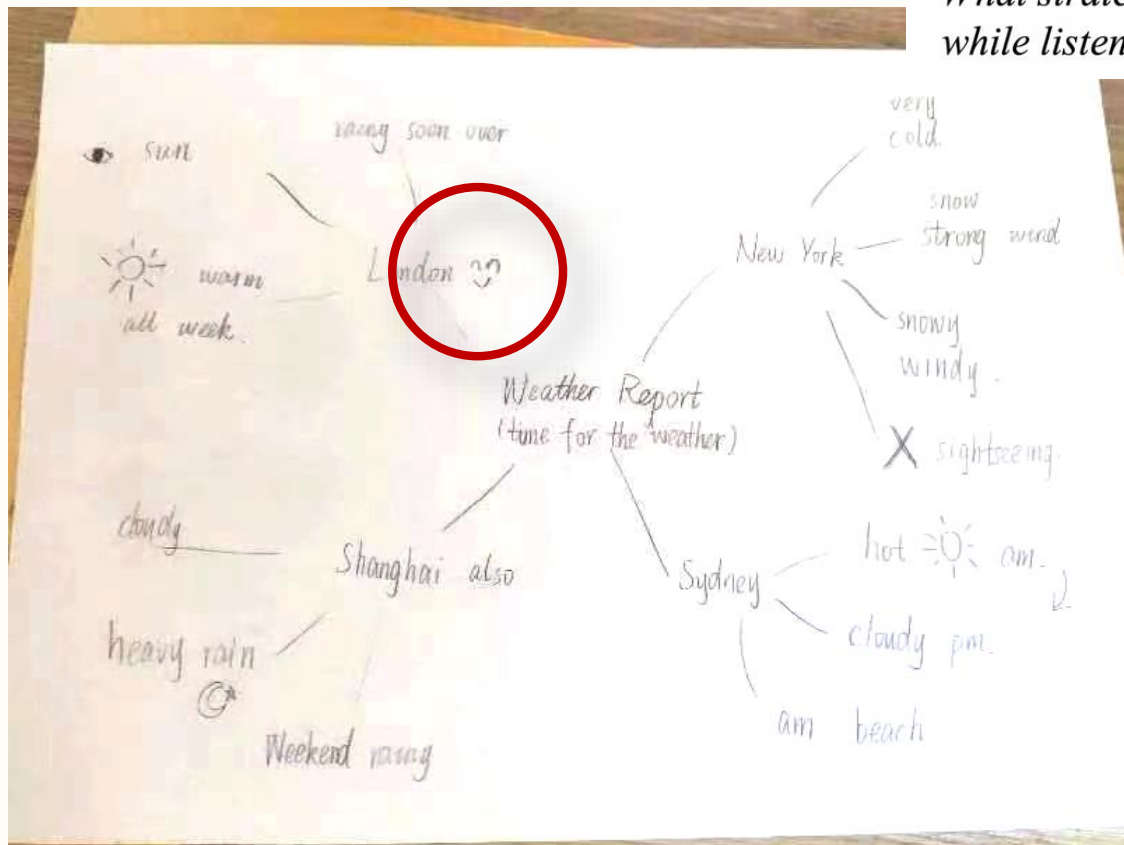 What strate
while listen
raing soon over
sun
London
warm
all week.
very
cold.
snow
strong wind
New York
snowy
windy.
X sightseeing.
Weather Report
(time for the weather)
cloudy
Shanghai also
heavy rain
Weekend raing
Sydney
hot am.
cloudy pm.
am beach